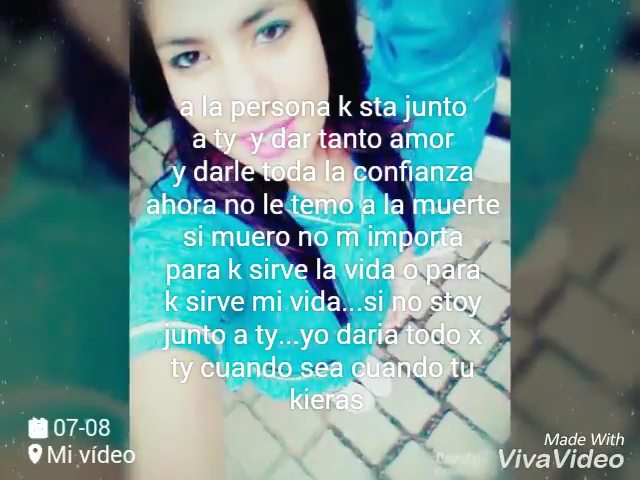 a la persona k sta junto
a ty y dar tanto amor
y darle toda la confianza
ahora no le temo a la muerte
si muero no m importa
para k sirve la vida o para
k sirve mi vida...si no stoy
junto a ty...yo daria todo x
ty cuando sea cuando tu
kieras
07-08
Mi vídeo
Made With
VivaVideo